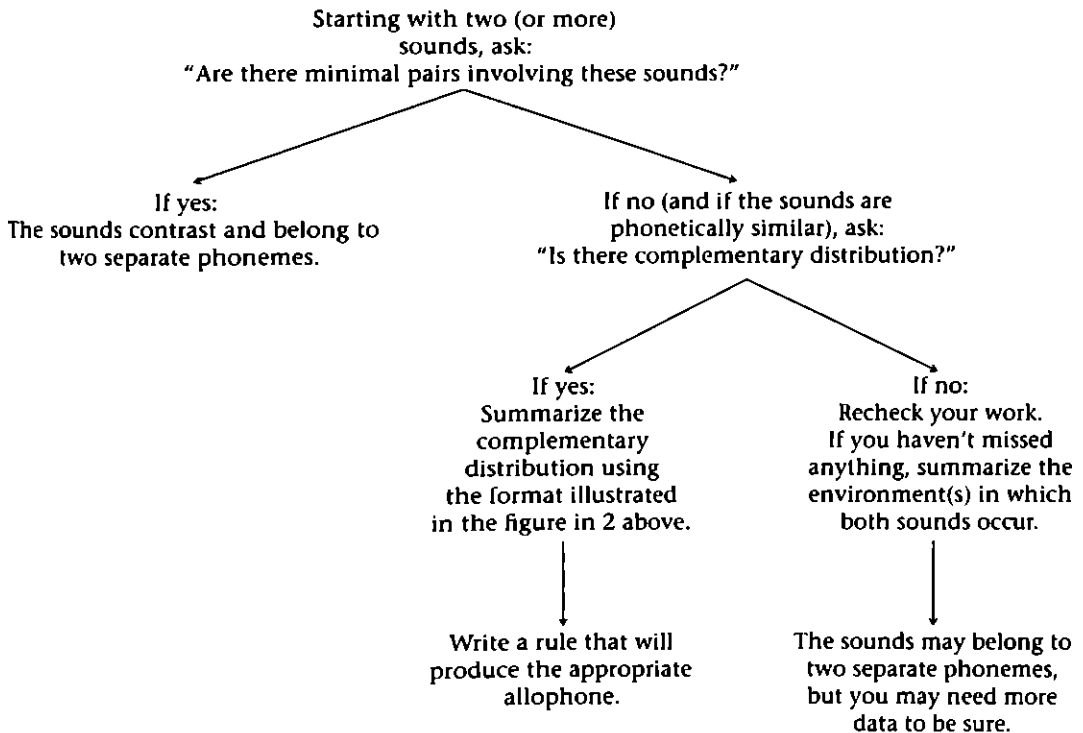 Starting with two (or more)
sounds, ask:
“Are there minimal pairs involving these sounds?”
If yes:
The sounds contrast and belong to
two separate phonemes.
If no (and if the sounds are
phonetically similar), ask:
“Is there complementary distribution?”
If yes:
Summarize the
complementary
distribution using
the format illustrated
in the figure in 2 above.
If no:
Recheck your work.
If you haven't missed
anything, summarize the
environment(s) in which
both sounds occur.
Write a rule that will
produce the appropriate
allophone.
The sounds may belong to
two separate phonemes,
but you may need more
data to be sure.